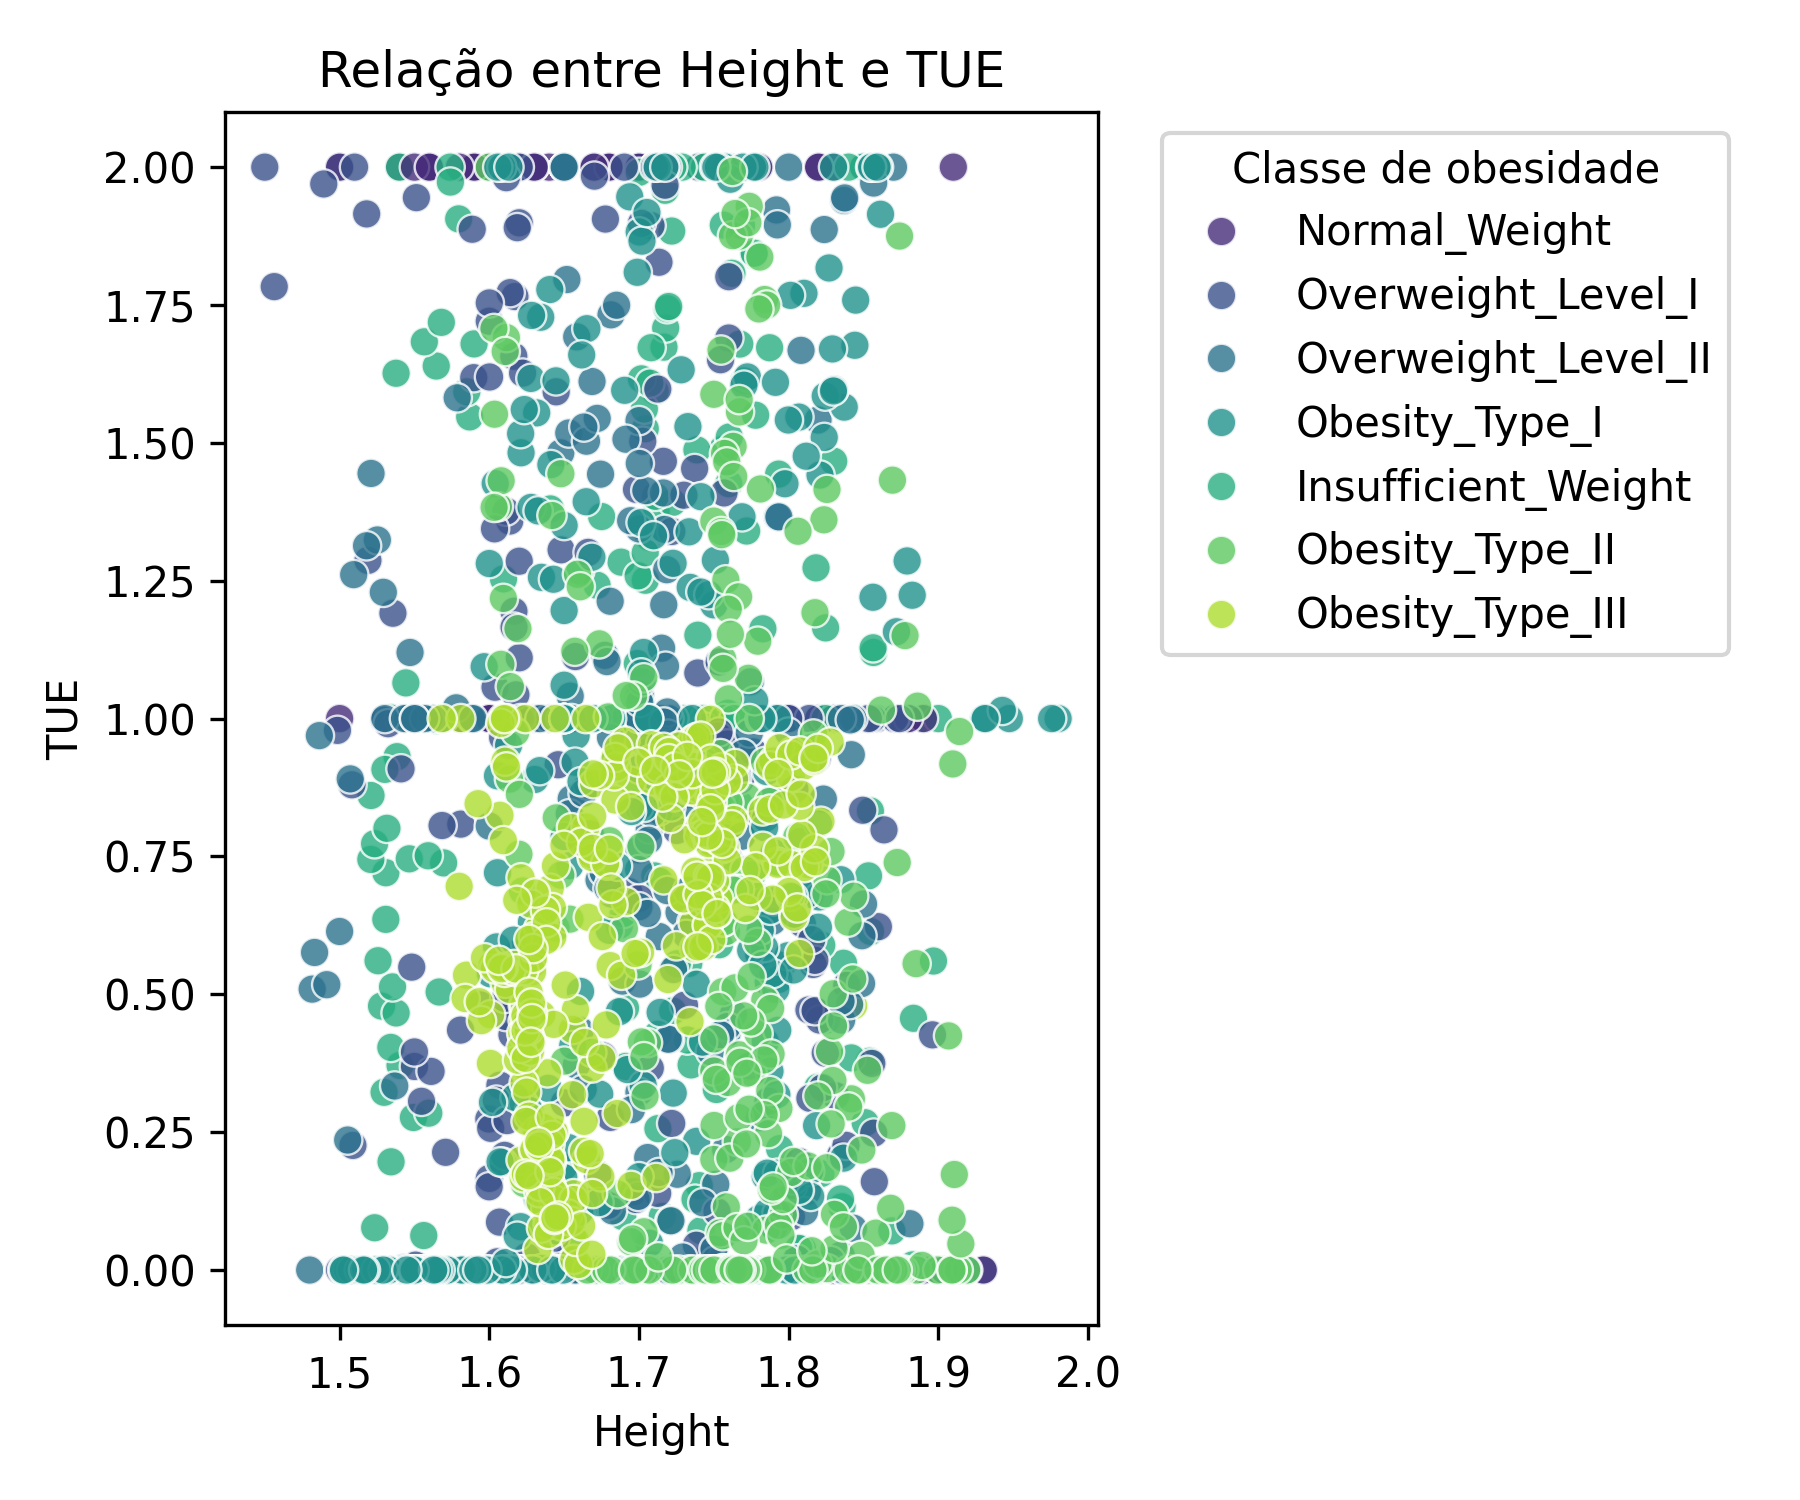 Relação entre Height e TUE
Classe de obesidade
Normal_Weight
Overweight_Level_I
Overweight_Level_II
Obesity_Type_I
Insufficient_Weight
Obesity_Type_II
Obesity_Type_III
TUE
2.00
1.75
1.50
1.25
1.00
0.75
0.50
0.25
0.00
1.5 1.6 1.7 1.8 1.9 2.0
Height